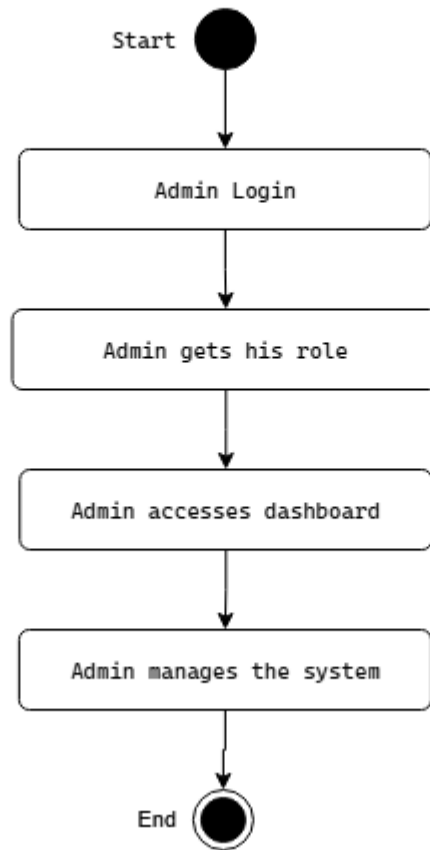 Start
Admin Login
Admin gets his role
Admin accesses dashboard
Admin manages the system
End